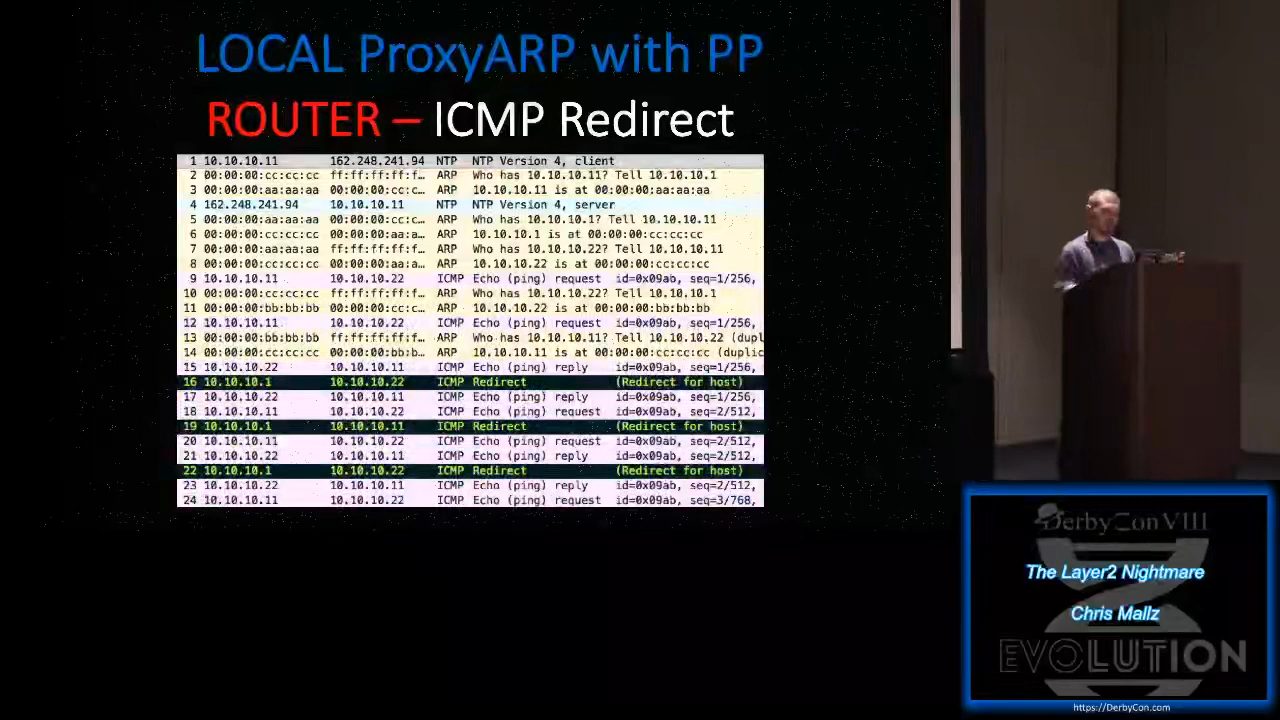 LOCAL ProxyARP with PP
ROUTER – ICMP Redirect
1 10.10.10.11 162.248.241.94 NTP NTP Version 4, client
2 00:00:00:cc:cc:cc ff:ff:ff:ff:f… ARP Who has 10.10.10.11? Tell 10.10.10.1
3 00:00:00:aa:aa:aa 00:00:00:cc:c… ARP 10.10.10.11 is at 00:00:00:aa:aa:aa
4 162.248.241.94 10.10.10.11 NTP NTP Version 4, server
5 00:00:00:aa:aa:aa ff:ff:ff:ff:f… ARP Who has 10.10.10.1? Tell 10.10.10.11
6 00:00:00:cc:cc:cc 00:00:00:aa:a… ARP 10.10.10.1 is at 00:00:00:cc:cc:cc
7 00:00:00:aa:aa:aa ff:ff:ff:ff:f… ARP Who has 10.10.10.22? Tell 10.10.10.11
8 00:00:00:cc:cc:cc 00:00:00:aa:a… ARP 10.10.10.22 is at 00:00:00:cc:cc:cc
9 10.10.10.11 10.10.10.22 ICMP Echo (ping) request id=0x09ab, seq=1/256,
10 00:00:00:cc:cc:cc ff:ff:ff:ff:f… ARP Who has 10.10.10.22? Tell 10.10.10.1
11 00:00:00:bb:bb:bb 00:00:00:cc:c… ARP 10.10.10.22 is at 00:00:00:bb:bb:bb
12 10.10.10.11 10.10.10.22 ICMP Echo (ping) request id=0x09ab, seq=1/256,
13 00:00:00:bb:bb:bb ff:ff:ff:ff:f… ARP Who has 10.10.10.11? Tell 10.10.10.22 (dupl
14 00:00:00:cc:cc:cc 00:00:00:bb:b… ARP 10.10.10.11 is at 00:00:00:cc:cc:cc (duplic
15 10.10.10.22 10.10.10.11 ICMP Echo (ping) reply id=0x09ab, seq=1/256,
16 10.10.10.1 10.10.10.22 ICMP Redirect (Redirect for host)
17 10.10.10.22 10.10.10.11 ICMP Echo (ping) reply id=0x09ab, seq=1/256,
18 10.10.10.11 10.10.10.22 ICMP Echo (ping) request id=0x09ab, seq=2/512,
19 10.10.10.1 10.10.10.11 ICMP Redirect (Redirect for host)
20 10.10.10.11 10.10.10.22 ICMP Echo (ping) request id=0x09ab, seq=2/512,
21 10.10.10.22 10.10.10.11 ICMP Echo (ping) reply id=0x09ab, seq=2/512,
22 10.10.10.1 10.10.10.22 ICMP Redirect (Redirect for host)
23 10.10.10.22 10.10.10.11 ICMP Echo (ping) reply id=0x09ab, seq=2/512,
24 10.10.10.11 10.10.10.22 ICMP Echo (ping) request id=0x09ab, seq=3/768,
DerbyCon VIII
The Layer2 Nightmare
Chris Mallz
EVOLUTION
https://DerbyCon.com